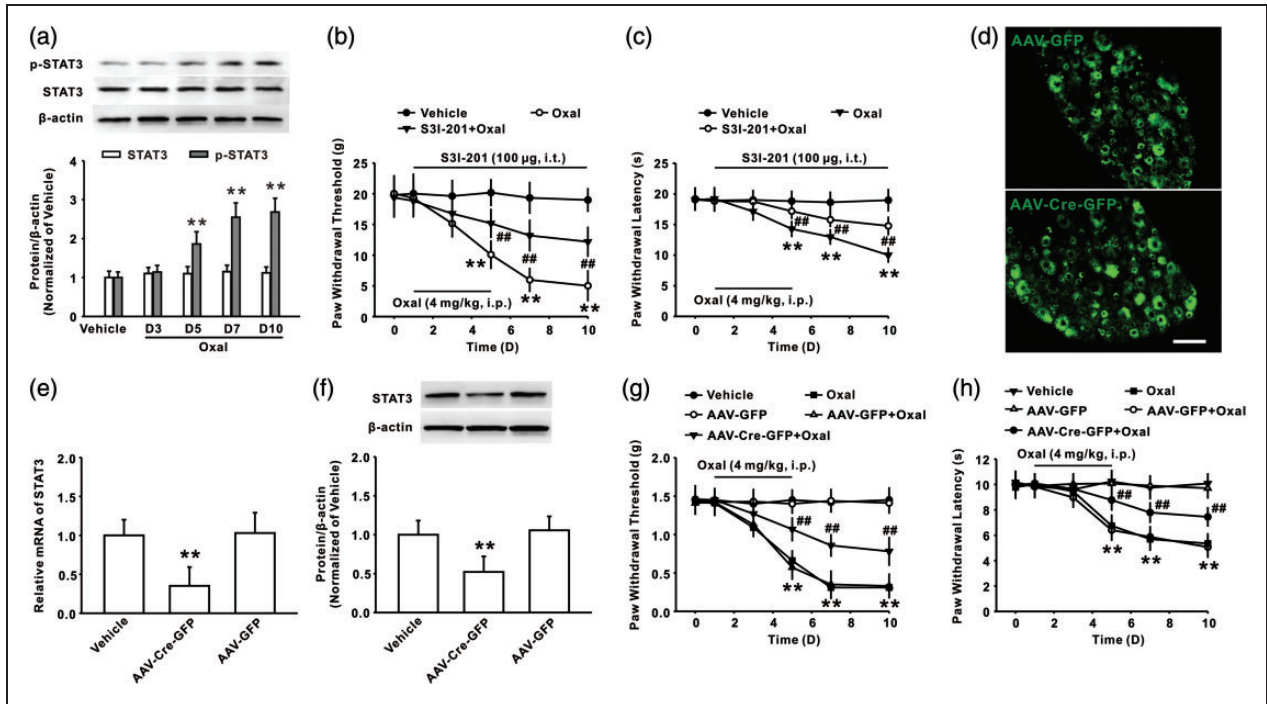 (a)
p-STAT3
STAT3
β-actin
STAT3 p-STAT3
Protein/β-actin
(Normalized of Vehicle)
4
3
2
1
0
** ** **
Vehicle D3 D5 D7 D10
Oxal
(b)
Vehicle Oxal
S3I-201+Oxal
Paw Withdrawal Threshold (g)
25
20
15
10
5
0
S3I-201 (100 µg, i.t.)
## ## ##
** ** **
Oxal (4 mg/kg, i.p.)
0 2 4 6 8 10
Time (D)
(c)
Vehicle Oxal
S3I-201+Oxal
Paw Withdrawal Latency (s)
25
20
15
10
5
0
S3I-201 (100 µg, i.t.)
## ## ##
** ** **
Oxal (4 mg/kg, i.p.)
0 2 4 6 8 10
Time (D)
(d)
AAV-GFP
AAV-Cre-GFP
(e)
Relative mRNA of STAT3
2.0
1.5
1.0
0.5
0.0
**
Vehicle
AAV-Cre-GFP
AAV-GFP
(f)
STAT3
β-actin
Protein/β-actin
(Normalized of Vehicle)
2.0
1.5
1.0
0.5
0.0
**
Vehicle
AAV-Cre-GFP
AAV-GFP
(g)
Vehicle Oxal
AAV-GFP AAV-GFP+Oxal
AAV-Cre-GFP+Oxal
Paw Withdrawal Threshold (g)
Oxal (4 mg/kg, i.p.)
2.0
1.5
1.0
0.5
0.0
## ## ##
** ** **
0 2 4 6 8 10
Time (D)
(h)
Vehicle Oxal
AAV-GFP AAV-GFP+Oxal
AAV-Cre-GFP+Oxal
Paw Withdrawal Latency (s)
Oxal (4 mg/kg, i.p.)
12
10
8
6
4
2
0
## ## ##
** ** **
0 2 4 6 8 10
Time (D)